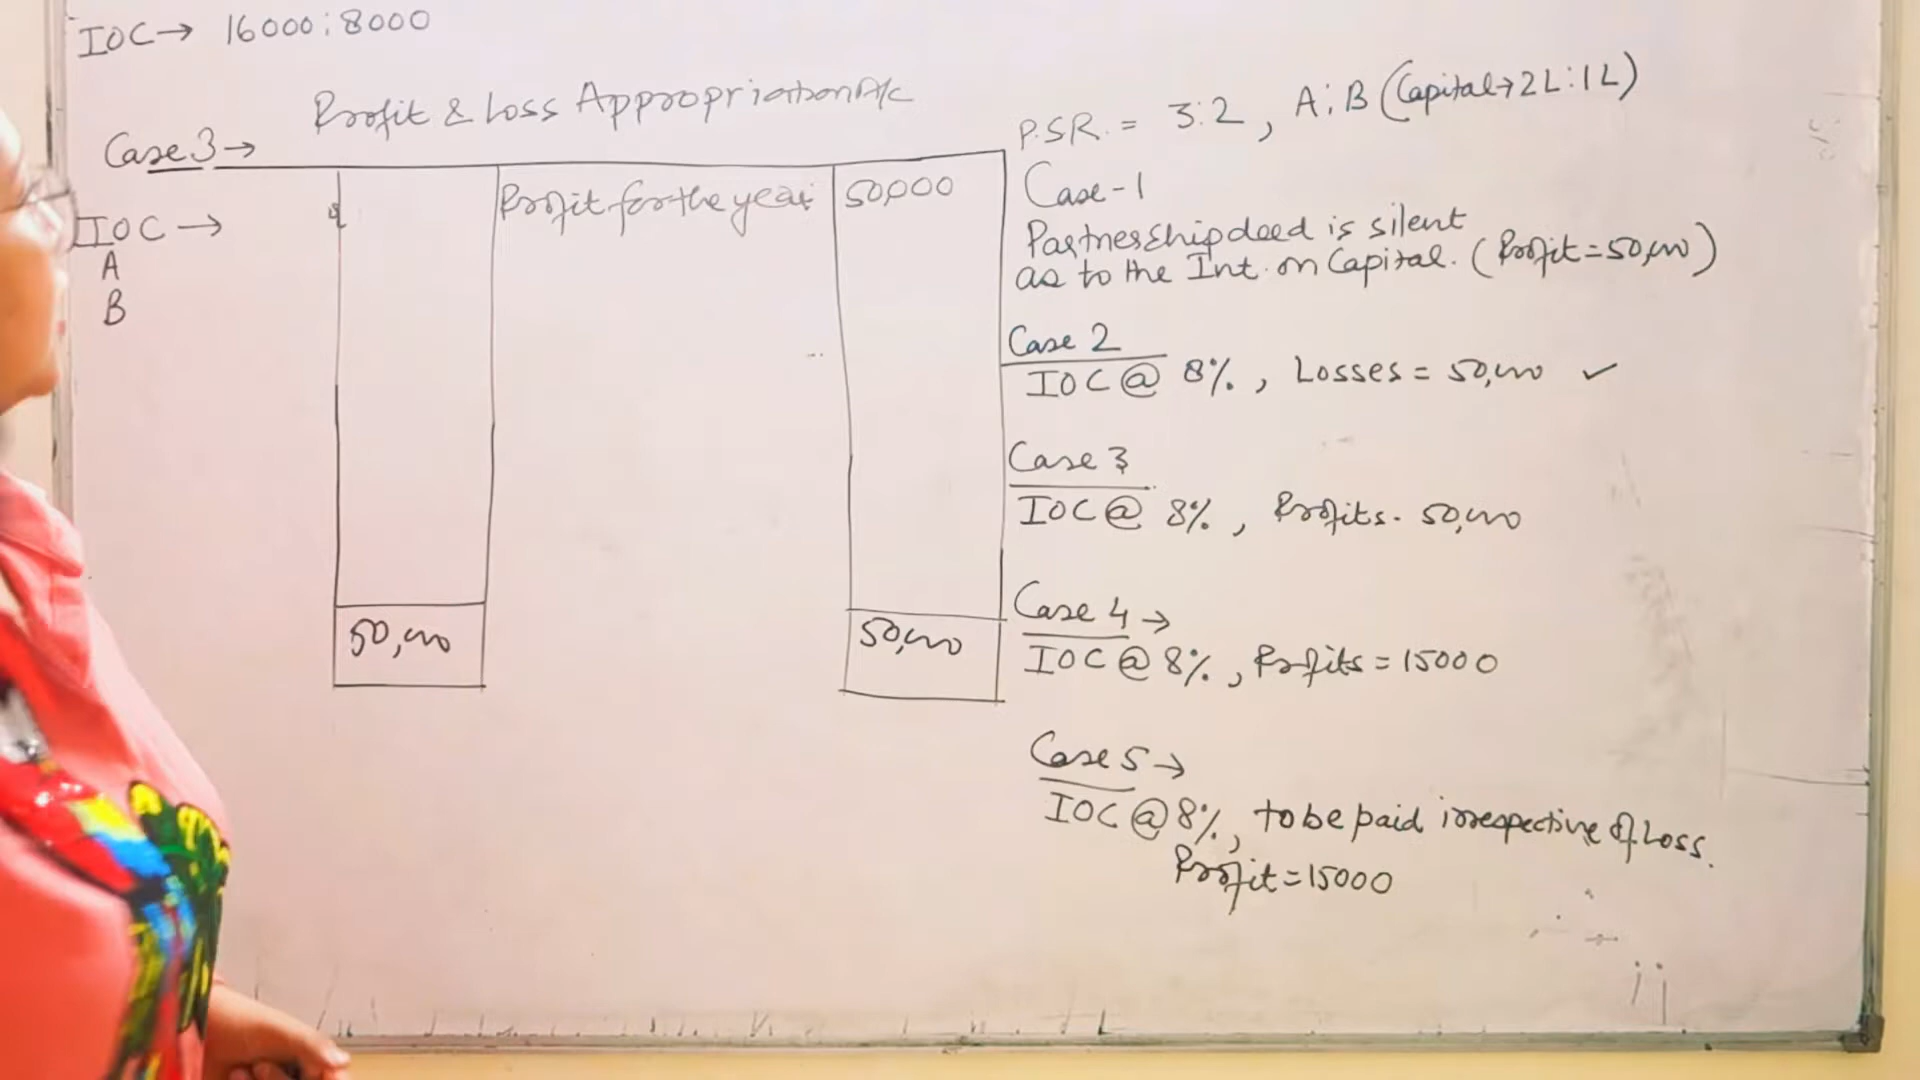 IOC → 16000 : 8000
Profit & Loss Appropriation A/c
Case 3 →
Profit for the year 50,000
IOC →
A
B
50,000 50,000
P.S.R. = 3:2, A:B (Capital → 2L:1L)
Case-1
Partnership deed is silent
as to the Int. on Capital. (Profit = 50,000)
Case 2
IOC @ 8%, Losses = 50,000 ✓
Case 3
IOC @ 8%, Profits. 50,000
Case 4 →
IOC @ 8%, Profits = 15000
Case 5 →
IOC @ 8%, to be paid irrespective of Loss.
Profit = 15000